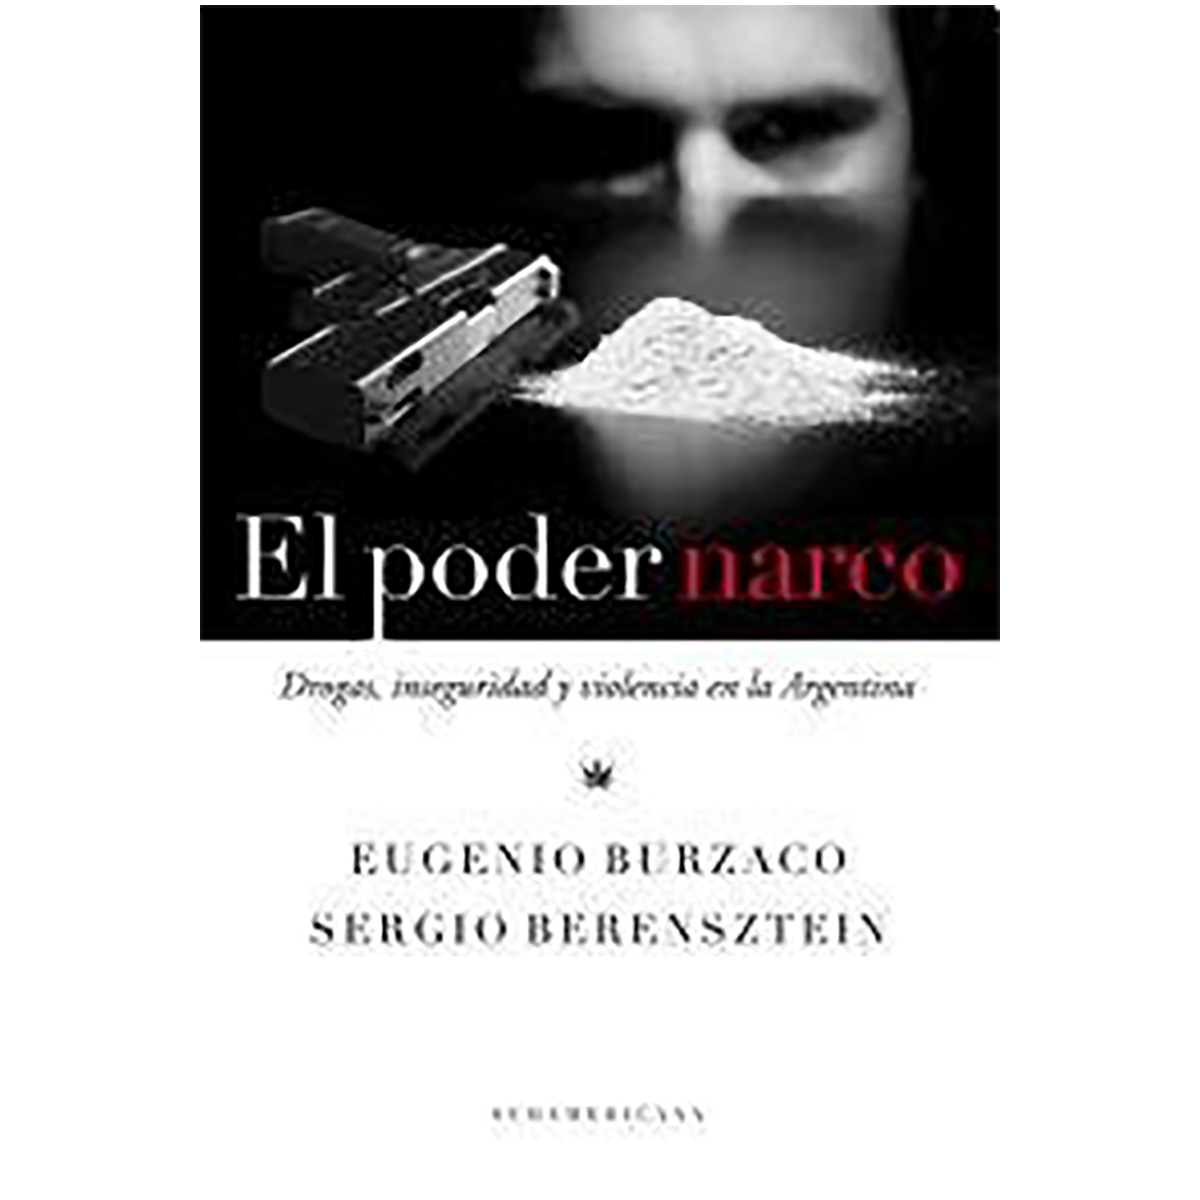 El poder narco
Drogas, inseguridad y violencia en la Argentina
EUGENIO BURZACO
SERGIO BERENSZTEIN
SUDAMERICANA